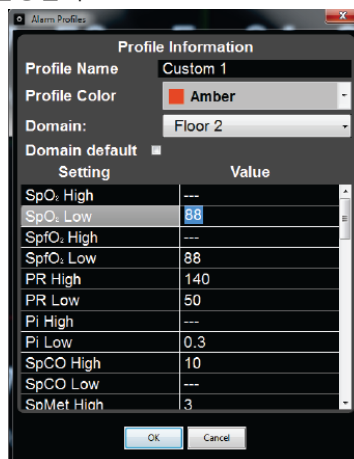 Alarm Profiles
Profile Information
Profile Name Custom 1
Profile Color Amber
Domain: Floor 2
Domain default
Setting Value
SpO₂ High ---
SpO₂ Low 88
SpfO₂ High ---
SpfO₂ Low 88
PR High 140
PR Low 50
Pi High ---
Pi Low 0.3
SpCO High 10
SpCO Low ---
SpMet High 3
OK Cancel